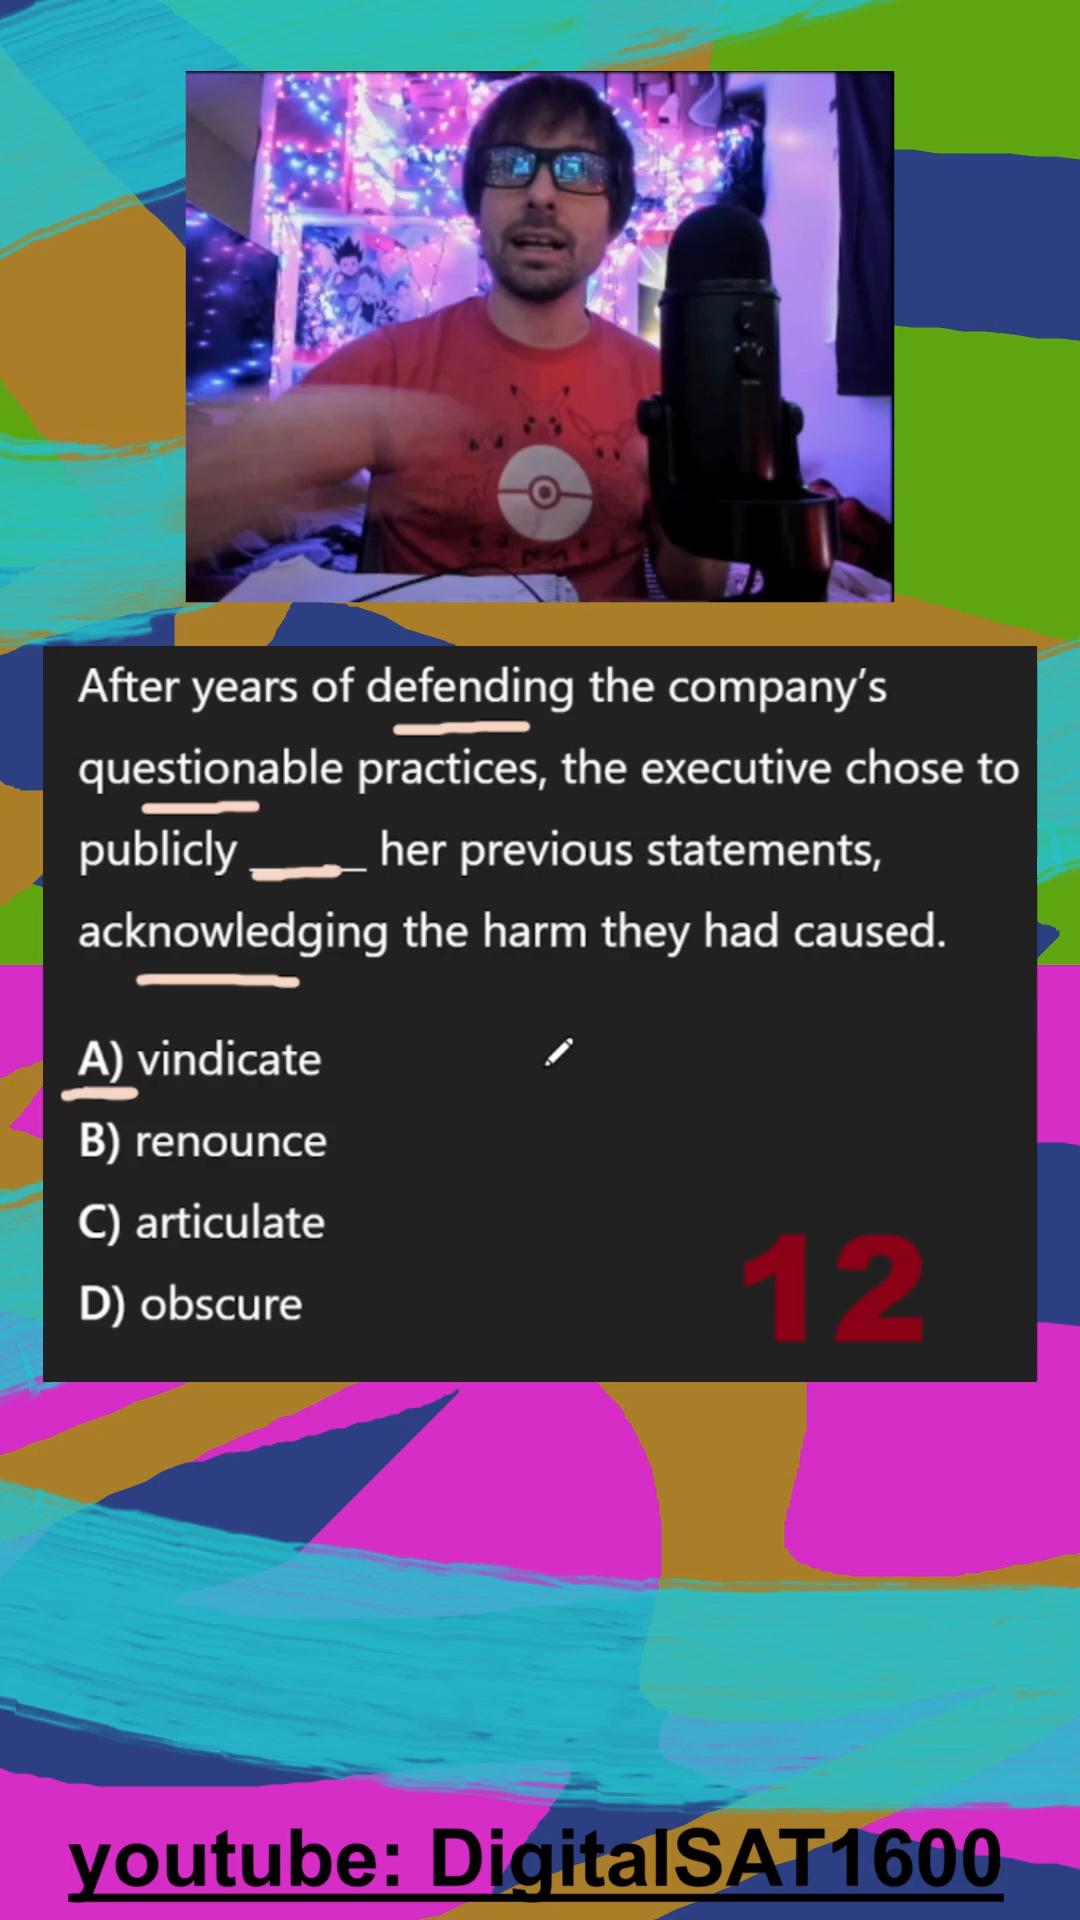 After years of defending the company's
questionable practices, the executive chose to
publicly _____ her previous statements,
acknowledging the harm they had caused.
A) vindicate
B) renounce
C) articulate
D) obscure
12
youtube: DigitalSAT1600